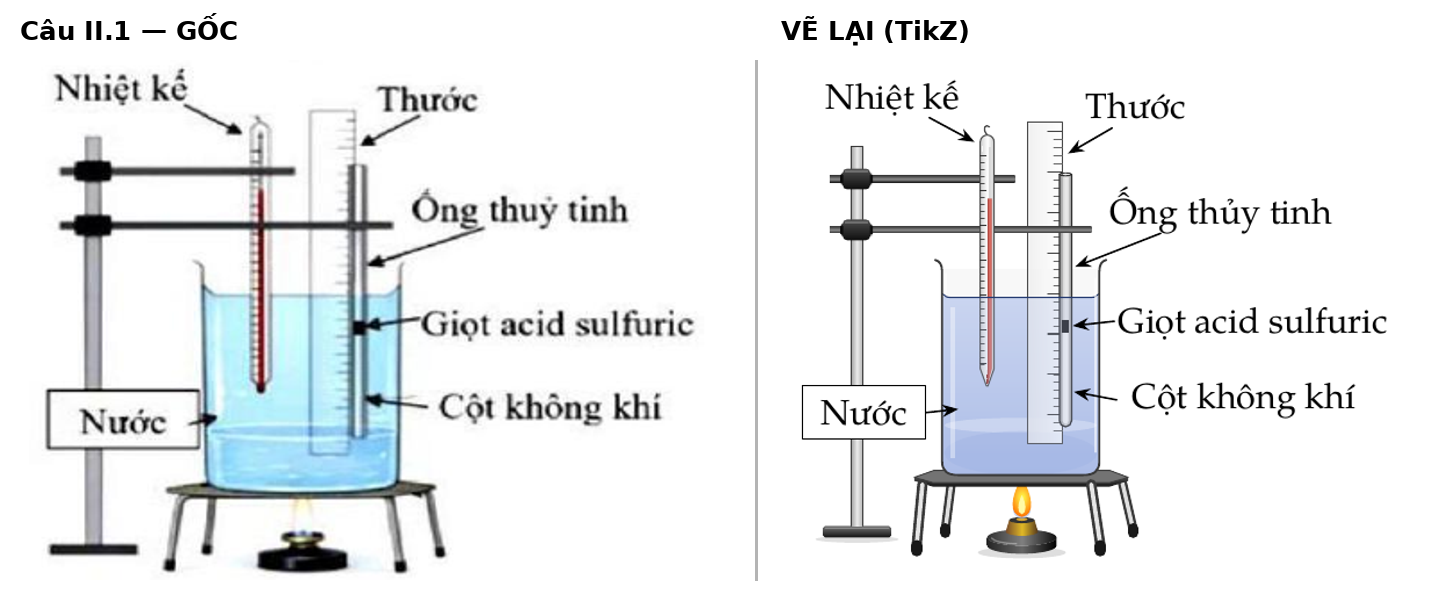 Câu II.1 — GỐC
Nhiệt kế
Thước
Ống thuỷ tinh
Giọt acid sulfuric
Cột không khí
Nước
VẼ LẠI (TikZ)
Nhiệt kế
Thước
Ống thủy tinh
Giọt acid sulfuric
Cột không khí
Nước